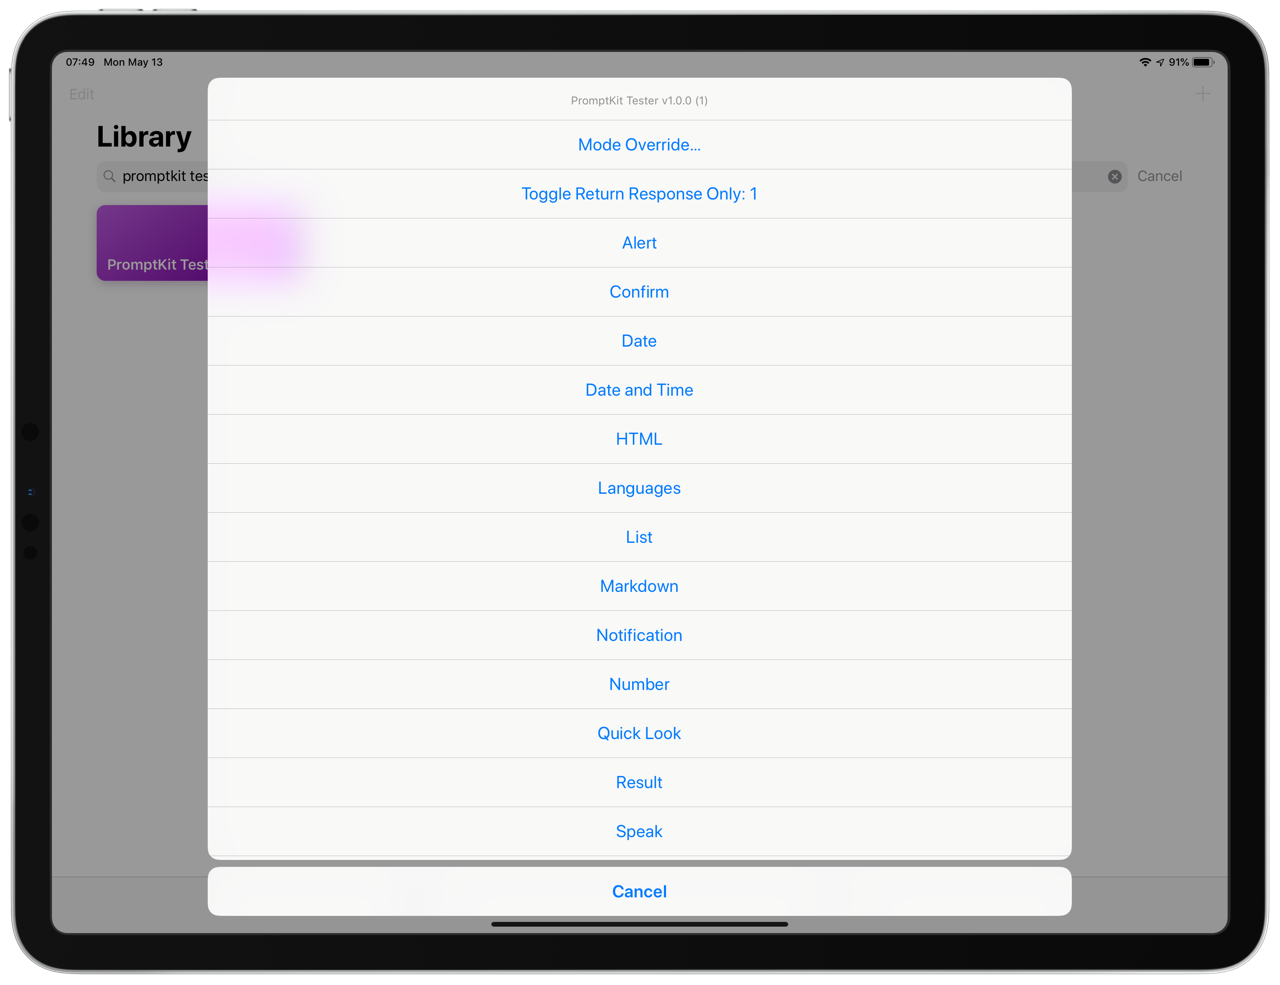 07:49 Mon May 13
91%
Edit
Library
promptkit tes
Cancel
PromptKit Test
PromptKit Tester v1.0.0 (1)
Mode Override...
Toggle Return Response Only: 1
Alert
Confirm
Date
Date and Time
HTML
Languages
List
Markdown
Notification
Number
Quick Look
Result
Speak
Cancel